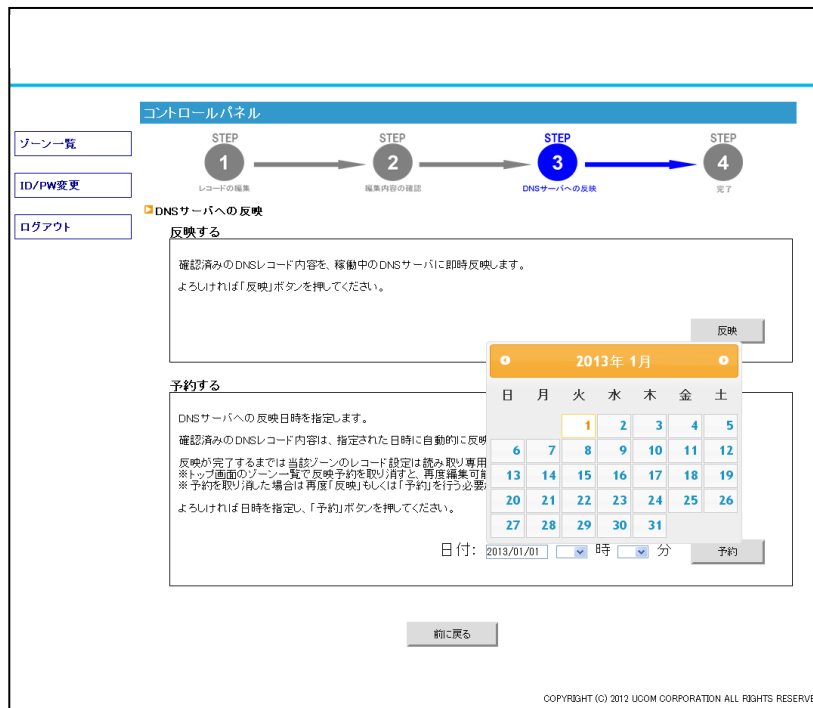 コントロールパネル
ゾーン一覧
ID/PW変更
ログアウト
STEP STEP STEP STEP
1 2 3 4
レコードの編集 編集内容の確認 DNSサーバへの反映 完了
DNSサーバへの反映
反映する
確認済みのDNSレコード内容を、稼働中のDNSサーバに即時反映します。
よろしければ「反映」ボタンを押してください。
反映
予約する
DNSサーバへの反映日時を指定します。
確認済みのDNSレコード内容は、指定された日時に自動的に反映
反映が完了するまでは当該ゾーンのレコード設定は読み取り専用
※トップ画面のゾーン一覧で反映予約を取り消すと、再度編集可能
※予約を取り消した場合は再度「反映」もしくは「予約」を行う必要
よろしければ日時を指定し、「予約」ボタンを押してください。
2013年 1月
日 月 火 水 木 金 土
1 2 3 4 5
6 7 8 9 10 11 12
13 14 15 16 17 18 19
20 21 22 23 24 25 26
27 28 29 30 31
日付: 2013/01/01 時 分 予約
前に戻る
COPYRIGHT (C) 2012 UCOM CORPORATION ALL RIGHTS RESERVE